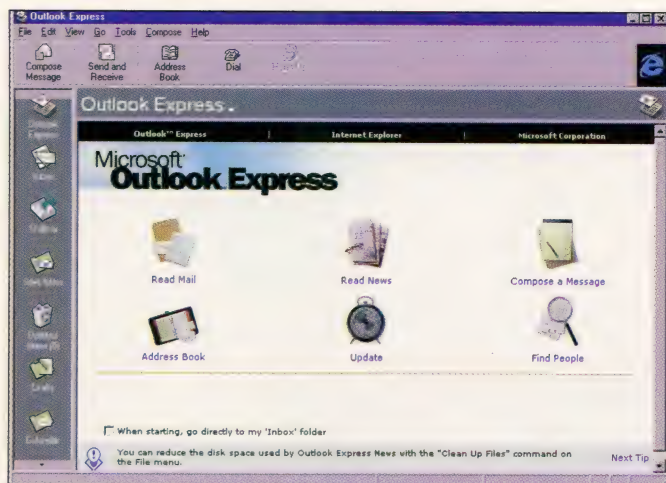 Outlook Express
File Edit View Go Tools Compose Help
Compose Message
Send and Receive
Address Book
Dial
Outlook Express.
Outlook™ Express | Internet Explorer | Microsoft Corporation
Microsoft®
Outlook Express
Inbox
Read Mail
Read News
Compose a Message
Address Book
Update
Find People
When starting, go directly to my 'Inbox' folder
You can reduce the disk space used by Outlook Express News with the "Clean Up Files" command on
the File menu.
Next Tip